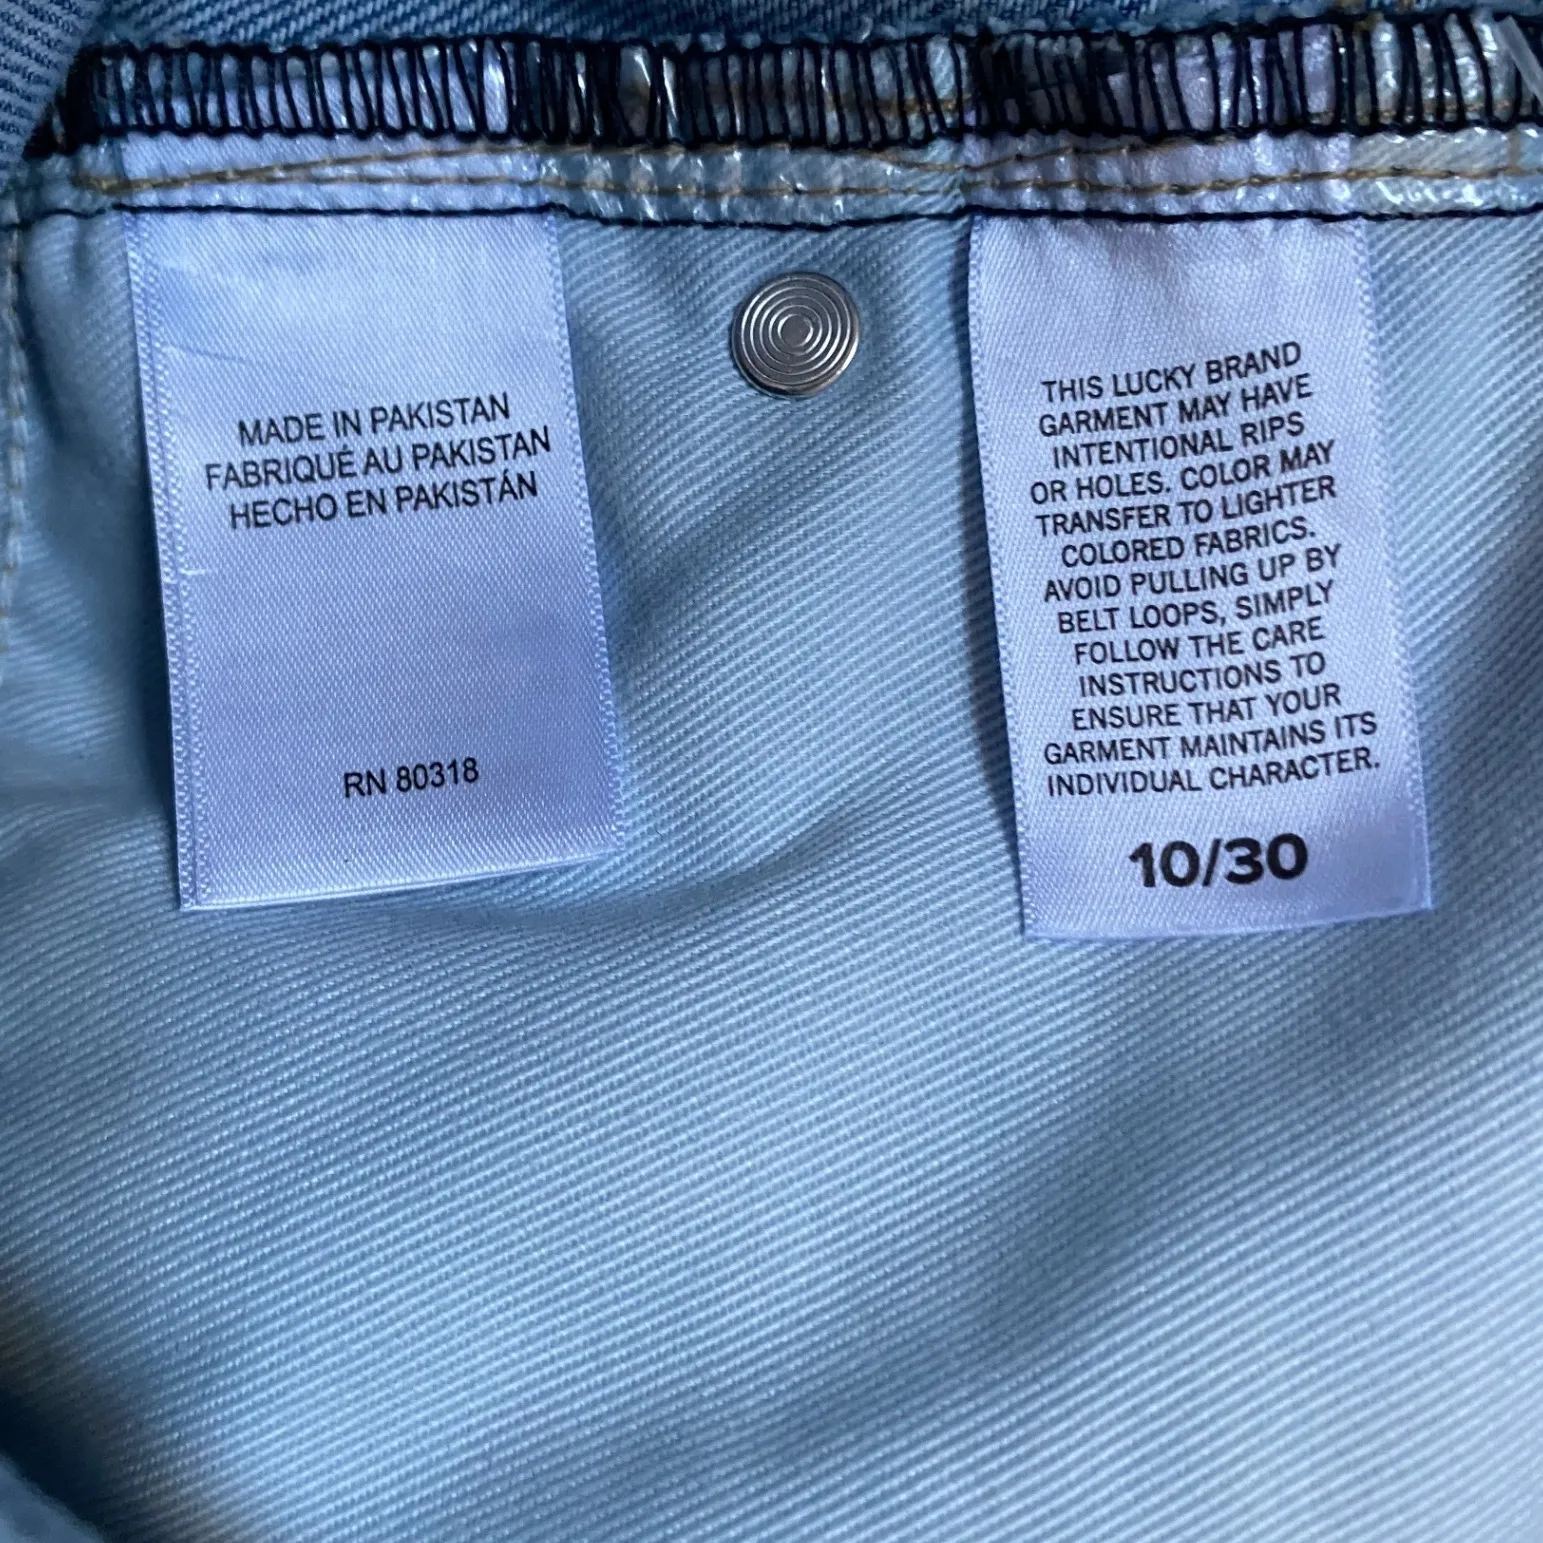 MADE IN PAKISTAN
FABRIQUÉ AU PAKISTAN
HECHO EN PAKISTÁN
RN 80318
THIS LUCKY BRAND
GARMENT MAY HAVE
INTENTIONAL RIPS
OR HOLES. COLOR MAY
TRANSFER TO LIGHTER
COLORED FABRICS.
AVOID PULLING UP BY
BELT LOOPS, SIMPLY
FOLLOW THE CARE
INSTRUCTIONS TO
ENSURE THAT YOUR
GARMENT MAINTAINS ITS
INDIVIDUAL CHARACTER.
10/30